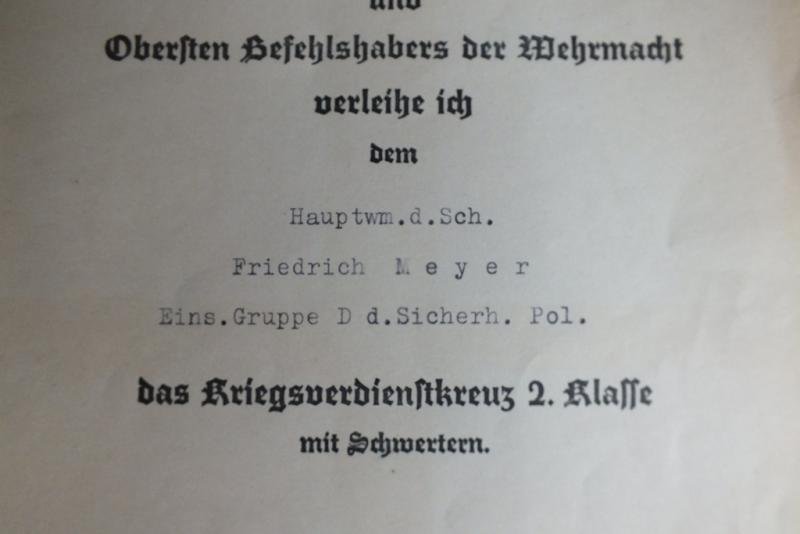 und
Obersten Befehlshabers der Wehrmacht
verleihe ich
dem
Hauptwm.d.Sch.
Friedrich M e y e r
Eins.Gruppe D d.Sicherh. Pol.
das Kriegsverdienstkreuz 2. Klasse
mit Schwertern.